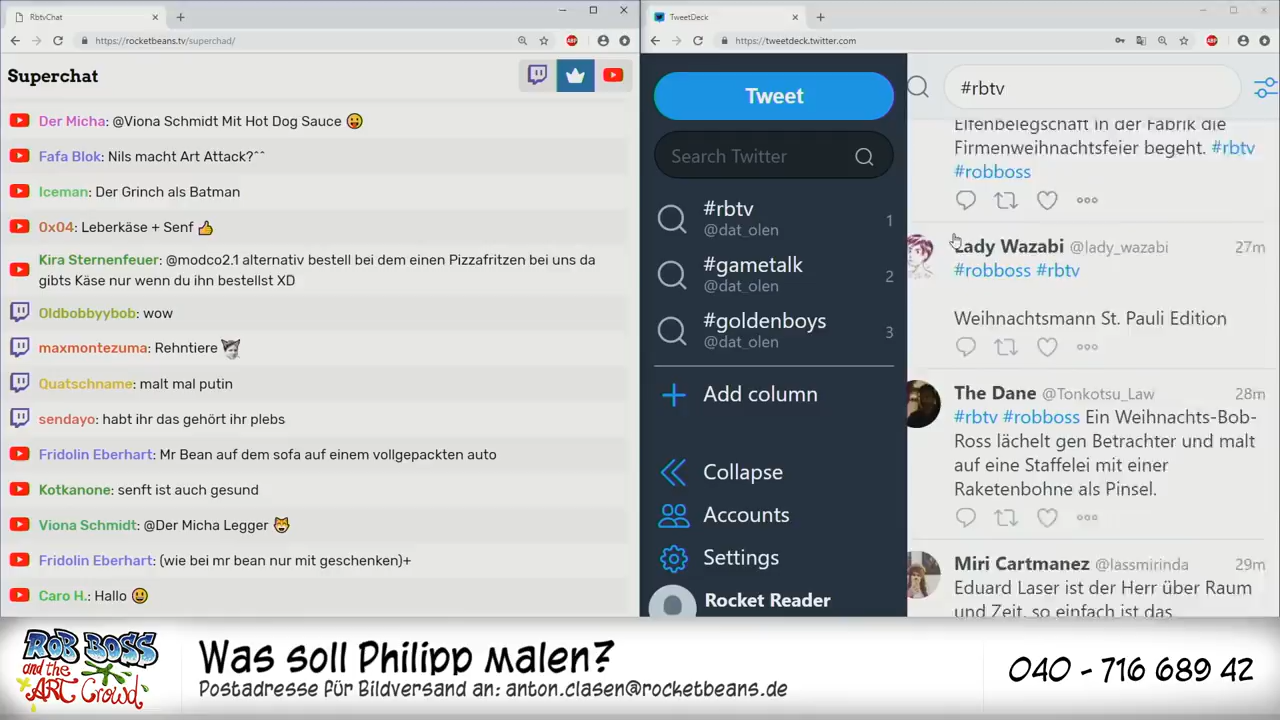 RbtvChat
https://rocketbeans.tv/superchad/
Superchat
Der Micha: @Viona Schmidt Mit Hot Dog Sauce 😛
Fafa Blok: Nils macht Art Attack?^^
Iceman: Der Grinch als Batman
0x04: Leberkäse + Senf 👍
Kira Sternenfeuer: @modco2.1 alternativ bestell bei dem einen Pizzafritzen bei uns da
gibts Käse nur wenn du ihn bestellst XD
Oldbobbyybob: wow
maxmontezuma: Rehntiere
Quatschname: malt mal putin
sendayo: habt ihr das gehört ihr plebs
Fridolin Eberhart: Mr Bean auf dem sofa auf einem vollgepackten auto
Kotkanone: senft ist auch gesund
Viona Schmidt: @Der Micha Legger 😼
Fridolin Eberhart: (wie bei mr bean nur mit geschenken)+
Caro H.: Hallo 😃
TweetDeck
https://tweetdeck.twitter.com
Tweet
Search Twitter
#rbtv
@dat_olen
1
#gametalk
@dat_olen
2
#goldenboys
@dat_olen
3
Add column
Collapse
Accounts
Settings
Rocket Reader
#rbtv
Elfenbelegschaft in der Fabrik die
Firmenweihnachtsfeier begeht. #rbtv
#robboss
Lady Wazabi @lady_wazabi 27m
#robboss #rbtv
Weihnachtsmann St. Pauli Edition
The Dane @Tonkotsu_Law 28m
#rbtv #robboss Ein Weihnachts-Bob-
Ross lächelt gen Betrachter und malt
auf eine Staffelei mit einer
Raketenbohne als Pinsel.
Miri Cartmanez @lassmirinda 29m
Eduard Laser ist der Herr über Raum
und Zeit, so einfach ist das
ROB BOSS
and the
ART Crowd
Was soll Philipp malen?
Postadresse für Bildversand an: anton.clasen@rocketbeans.de
040 - 716 689 42